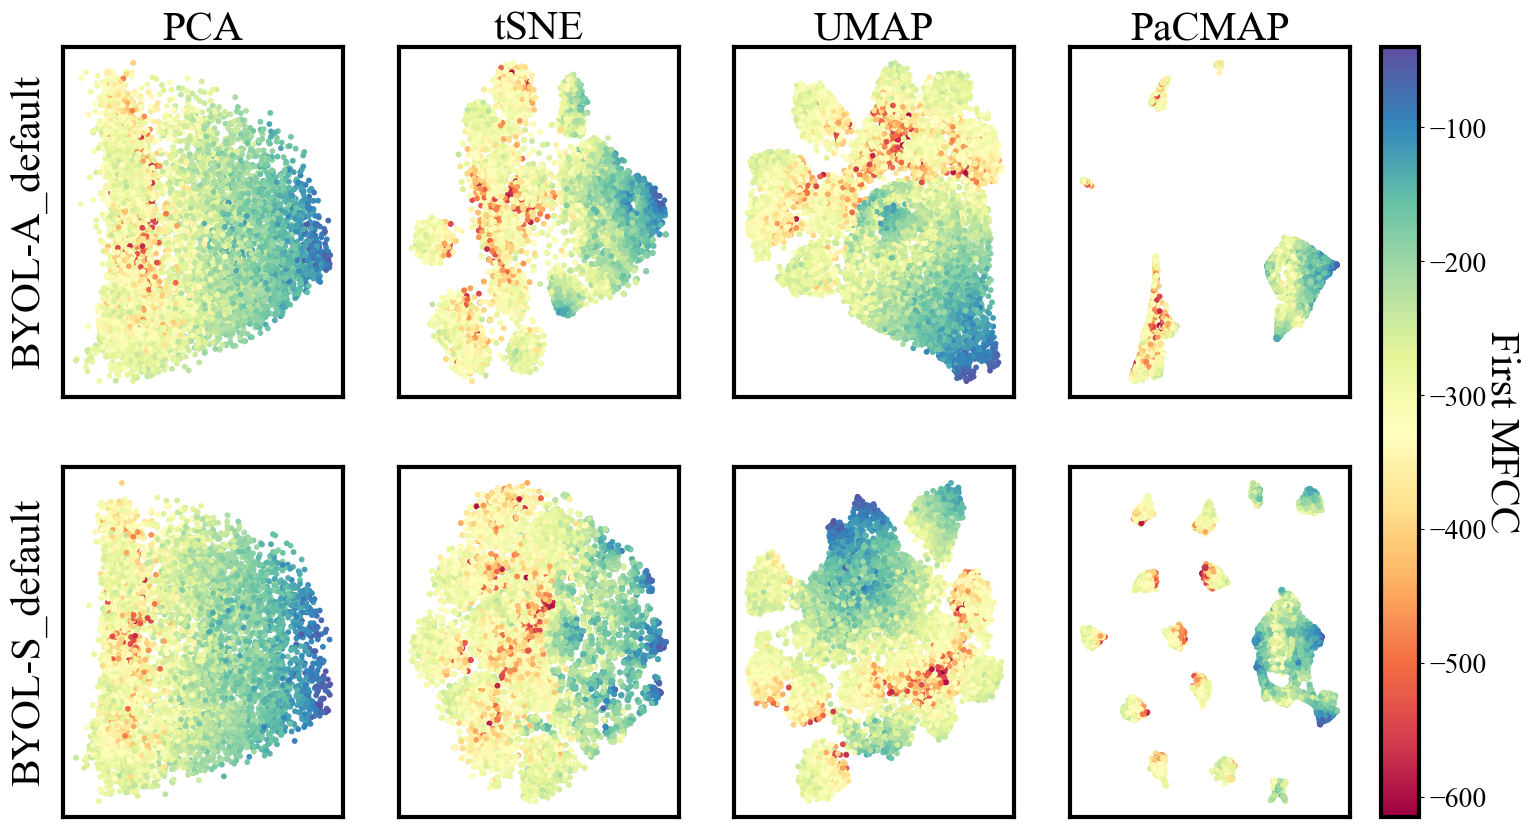 PCA
tSNE
UMAP
PaCMAP
BYOL-A_default
BYOL-S_default
−100
−200
−300
−400
−500
−600
First MFCC